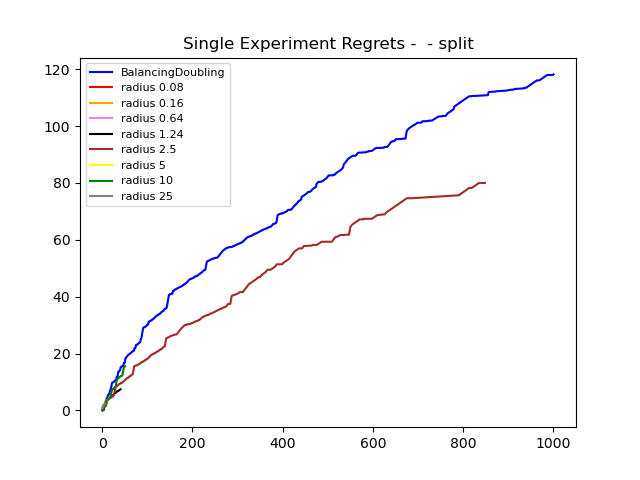 Single Experiment Regrets -  - split
BalancingDoubling
radius 0.08
radius 0.16
radius 0.64
radius 1.24
radius 2.5
radius 5
radius 10
radius 25
120
100
80
60
40
20
0
0 200 400 600 800 1000